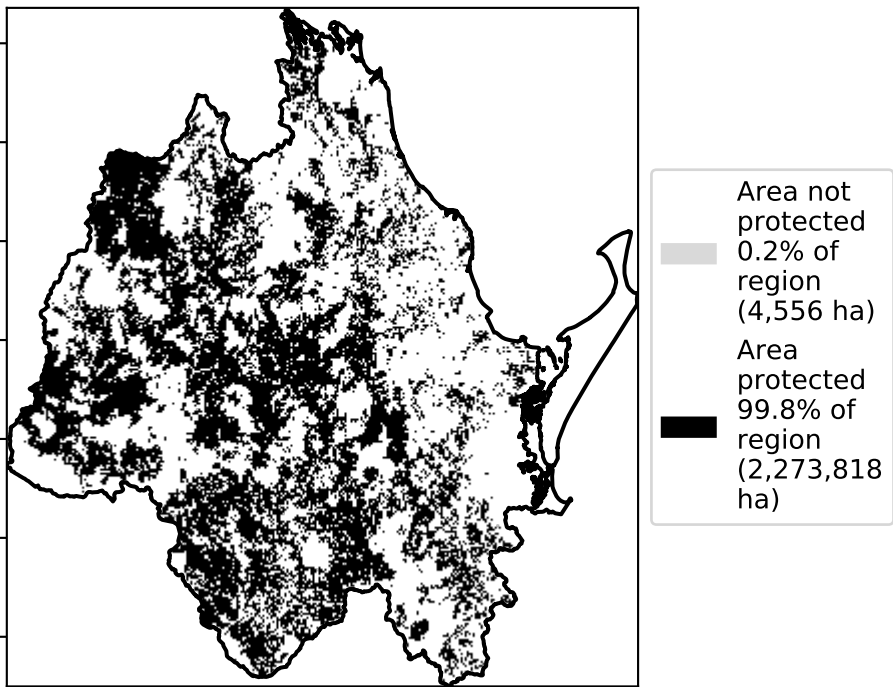 Area not
protected
0.2% of
region
(4,556 ha)
Area
protected
99.8% of
region
(2,273,818
ha)